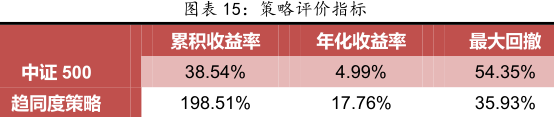 图表 15：策略评价指标
累积收益率 年化收益率 最大回撤
中证 500 38.54% 4.99% 54.35%
趋同度策略 198.51% 17.76% 35.93%